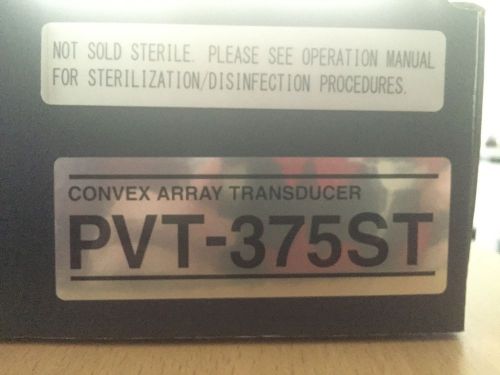 NOT SOLD STERILE. PLEASE SEE OPERATION MANUAL
FOR STERILIZATION/DISINFECTION PROCEDURES.
CONVEX ARRAY TRANSDUCER
PVT-375ST